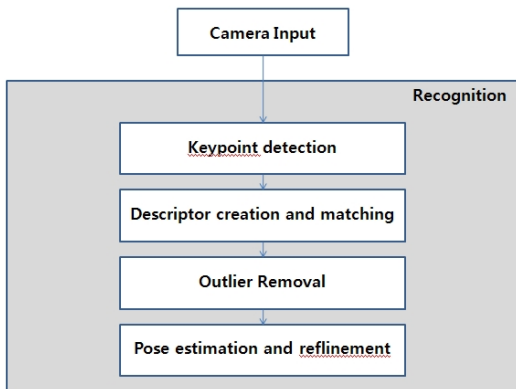 Camera Input
Recognition
Keypoint detection
Descriptor creation and matching
Outlier Removal
Pose estimation and reflinement